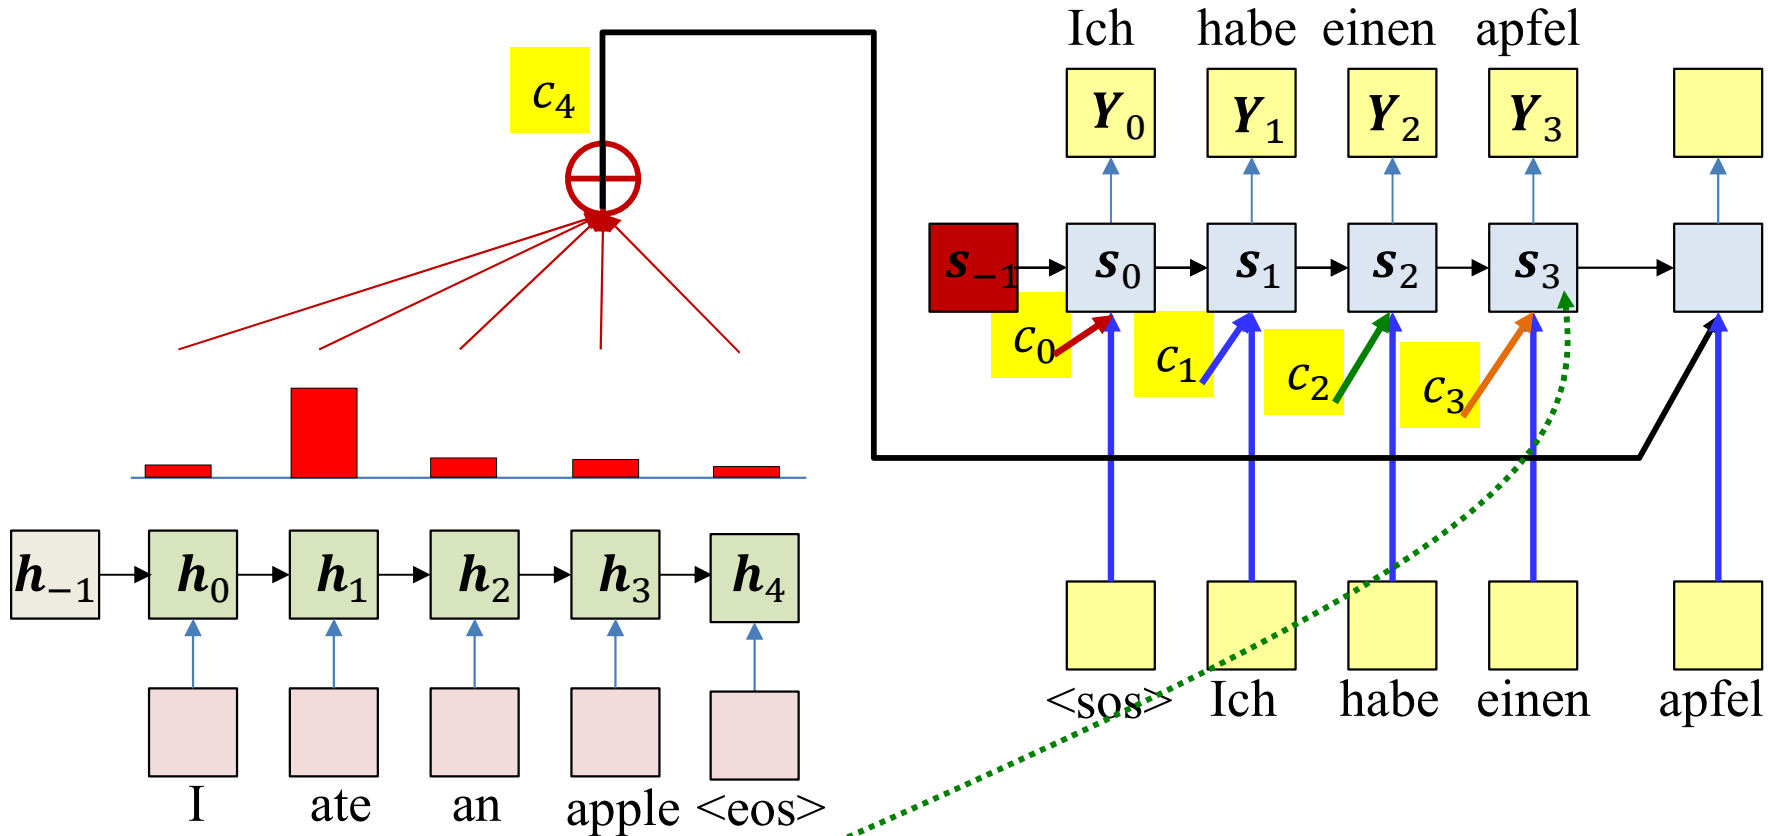 Ich habe einen apfel
c₄
Y₀ Y₁ Y₂ Y₃
s₋₁ s₀ s₁ s₂ s₃
c₀ c₁ c₂ c₃
h₋₁ h₀ h₁ h₂ h₃ h₄
<sos> Ich habe einen apfel
I ate an apple <eos>